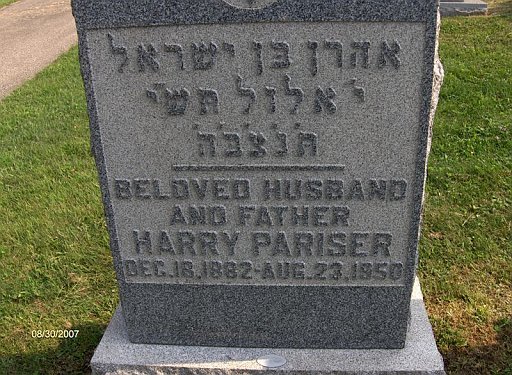 אהרן בן ישראל
י' אלול תש"י
ת'נ'צ'ב'ה'
BELOVED HUSBAND
AND FATHER
HARRY PARISER
DEC. 18, 1882 - AUG. 23, 1950
08/30/2007